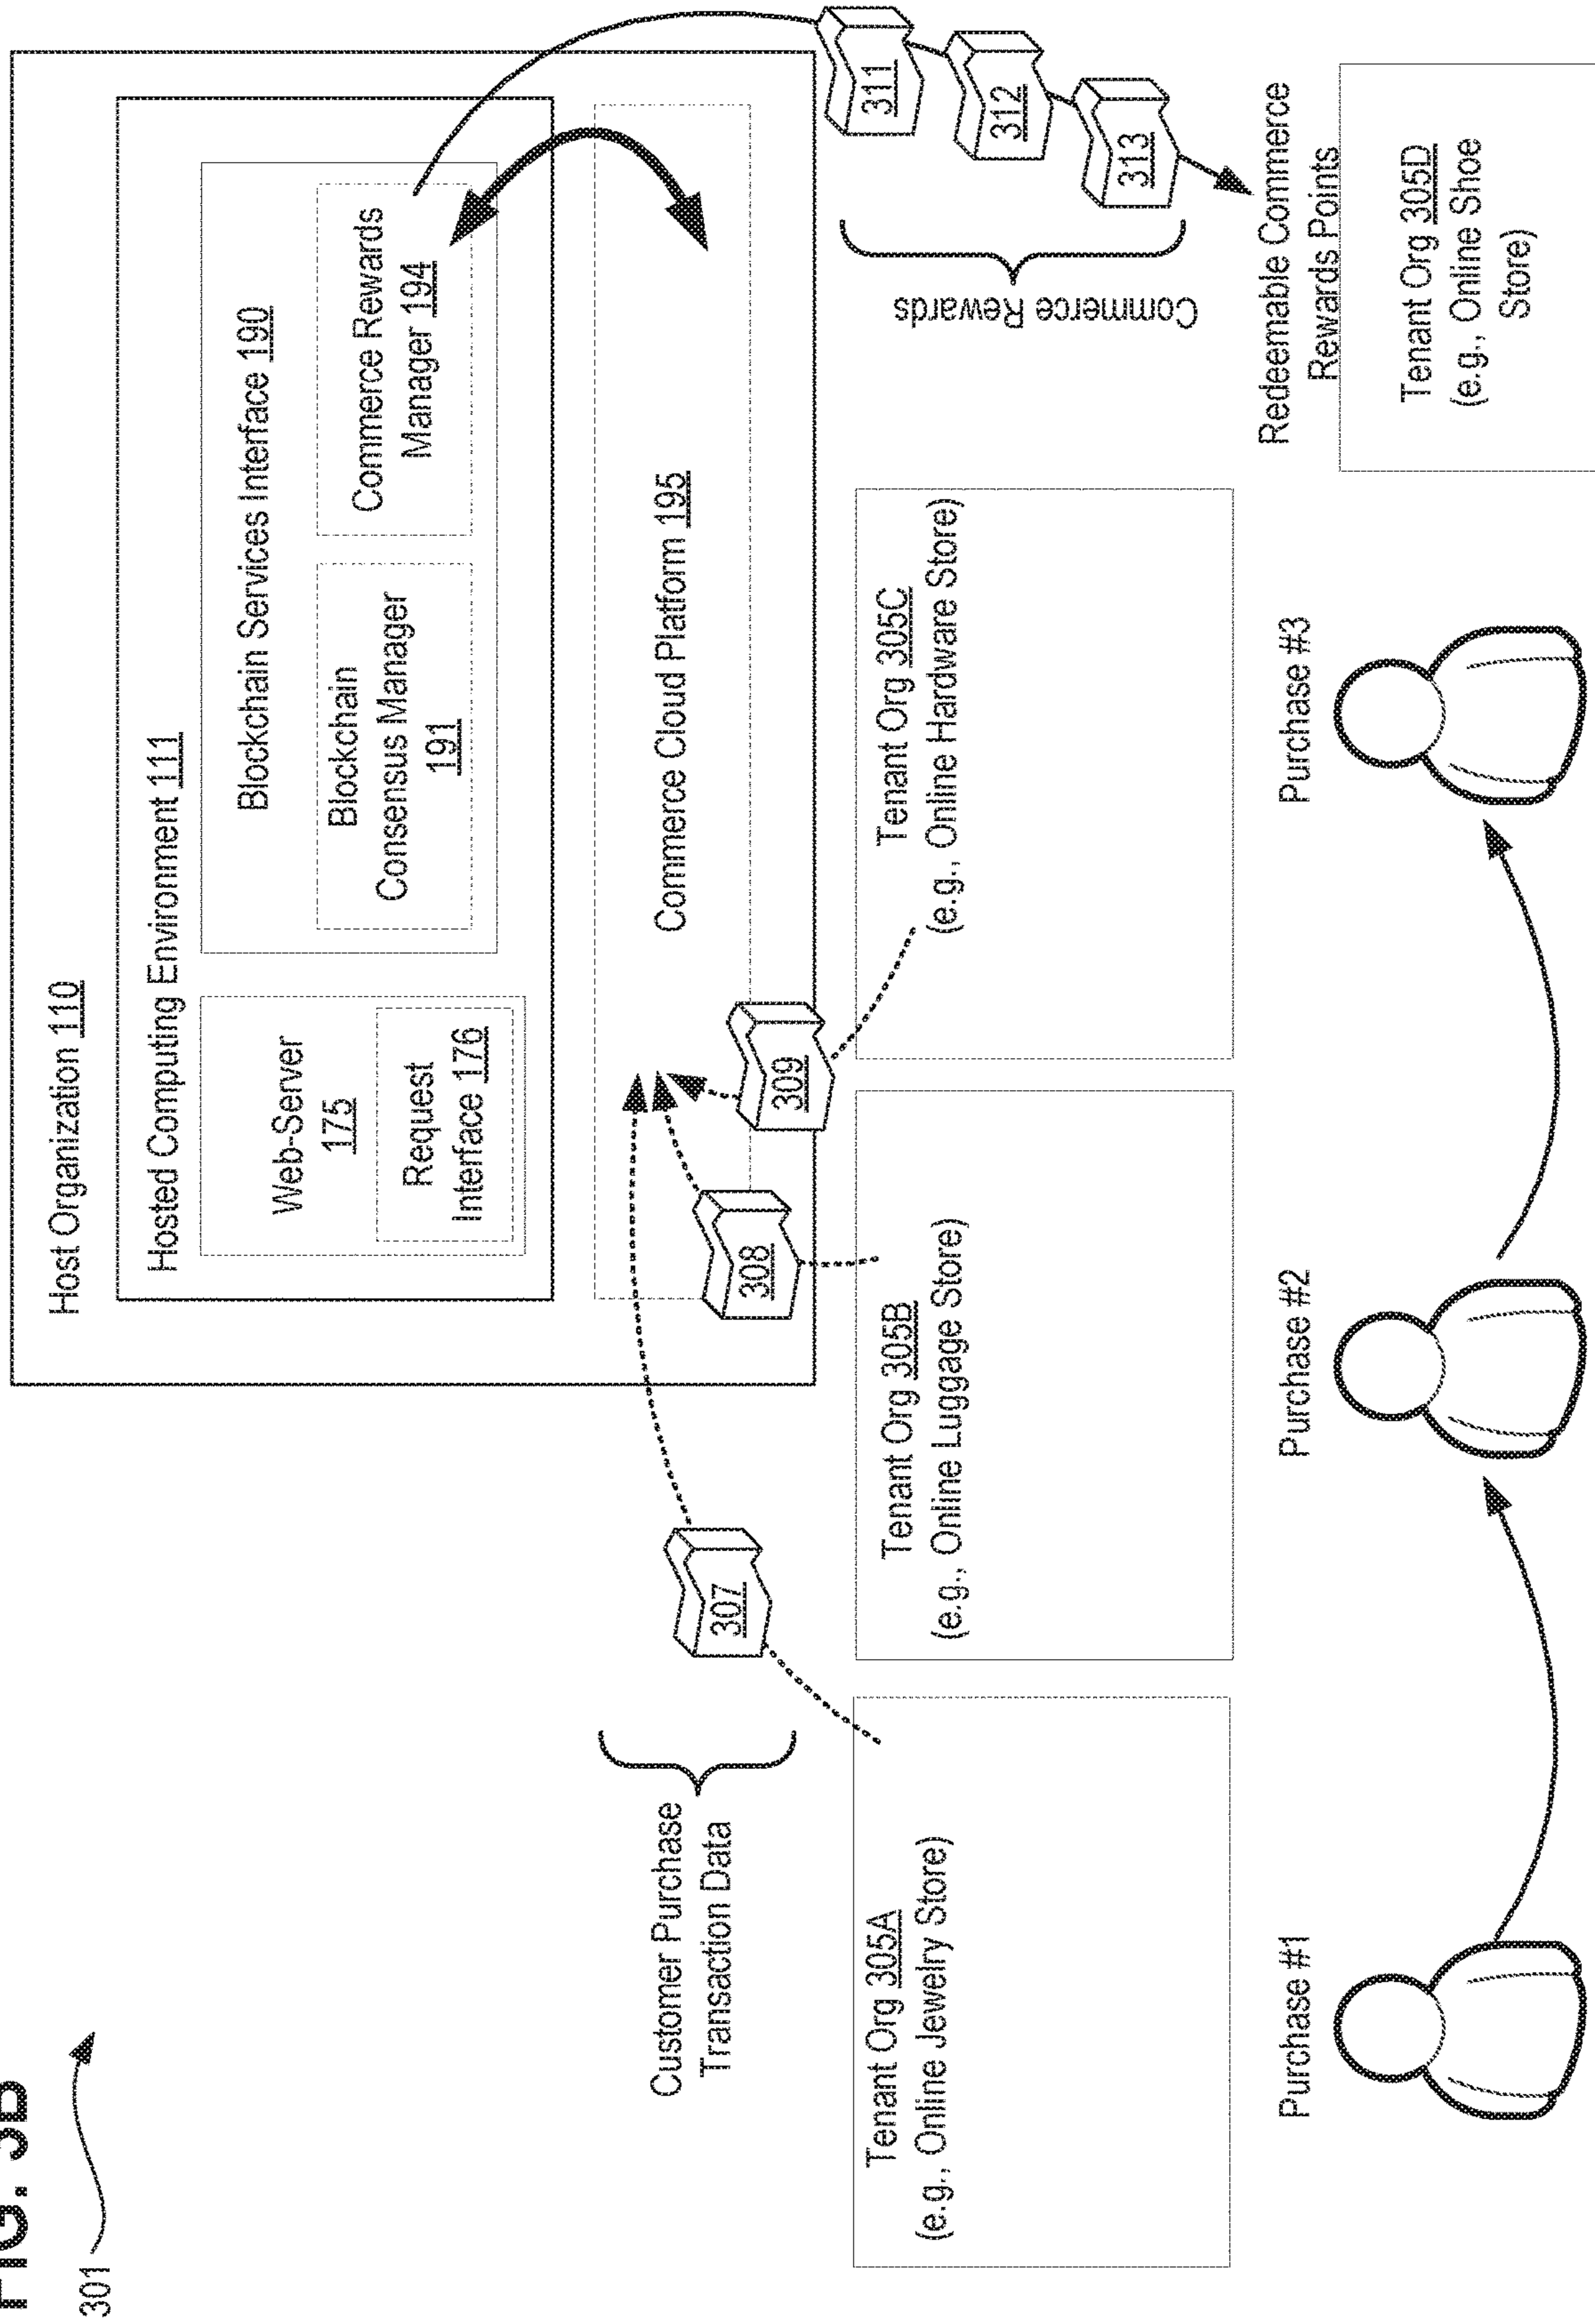 FIG. 3B
301
Host Organization 110
Hosted Computing Environment 111
Web-Server
175
Request
Interface 176
Blockchain Services Interface 190
Blockchain
Consensus Manager
191
Commerce Rewards
Manager 194
Commerce Cloud Platform 195
Customer Purchase
Transaction Data
307
308
309
311
312
313
Commerce Rewards
Redeemable Commerce
Rewards Points
Tenant Org 305A
(e.g., Online Jewelry Store)
Tenant Org 305B
(e.g., Online Luggage Store)
Tenant Org 305C
(e.g., Online Hardware Store)
Tenant Org 305D
(e.g., Online Shoe
Store)
Purchase #1
Purchase #2
Purchase #3